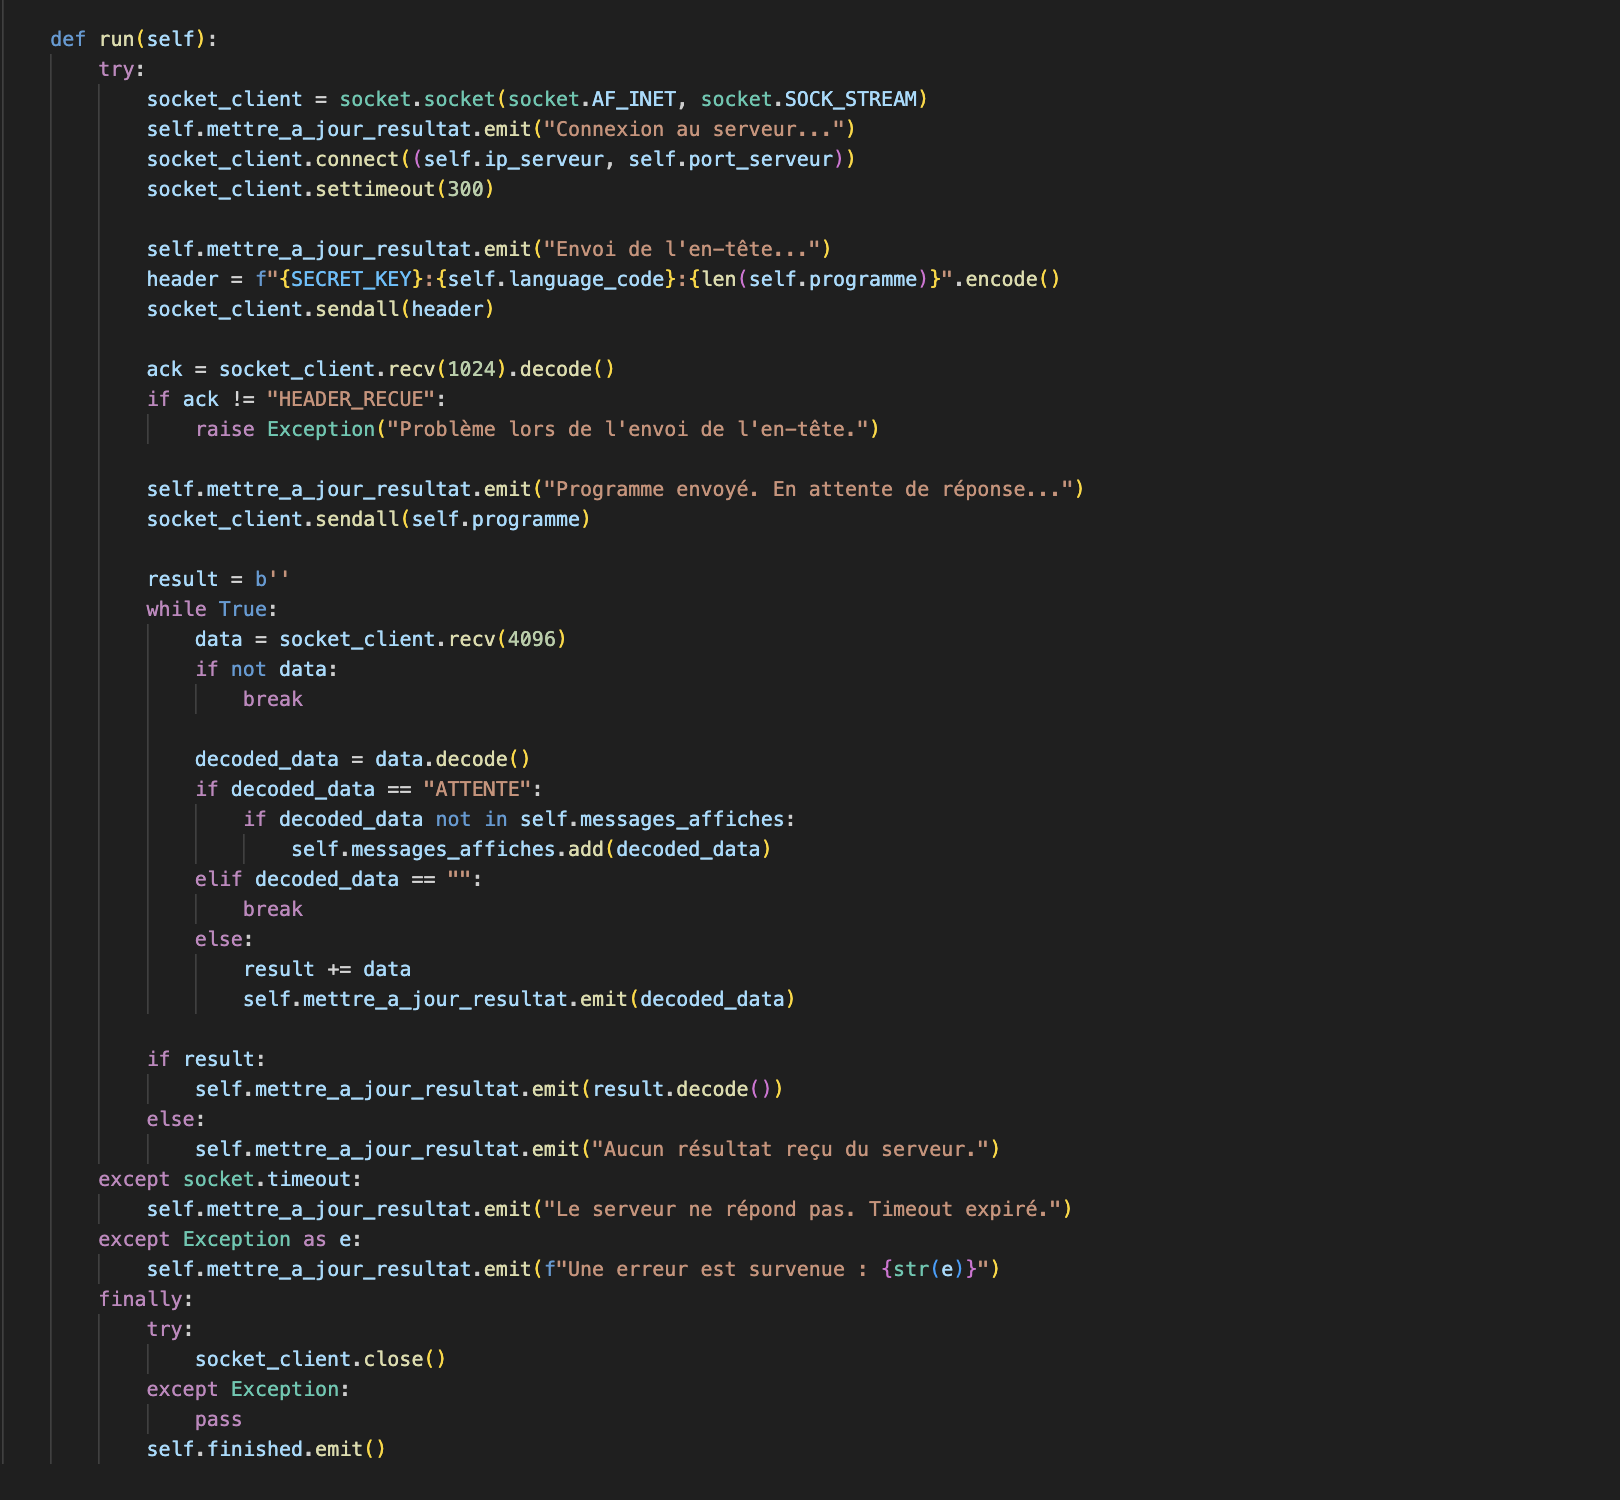 def run(self):
    try:
        socket_client = socket.socket(socket.AF_INET, socket.SOCK_STREAM)
        self.mettre_a_jour_resultat.emit("Connexion au serveur...")
        socket_client.connect((self.ip_serveur, self.port_serveur))
        socket_client.settimeout(300)

        self.mettre_a_jour_resultat.emit("Envoi de l'en-tête...")
        header = f"{SECRET_KEY}:{self.language_code}:{len(self.programme)}".encode()
        socket_client.sendall(header)

        ack = socket_client.recv(1024).decode()
        if ack != "HEADER_RECUE":
            raise Exception("Problème lors de l'envoi de l'en-tête.")

        self.mettre_a_jour_resultat.emit("Programme envoyé. En attente de réponse...")
        socket_client.sendall(self.programme)

        result = b''
        while True:
            data = socket_client.recv(4096)
            if not data:
                break

            decoded_data = data.decode()
            if decoded_data == "ATTENTE":
                if decoded_data not in self.messages_affiches:
                    self.messages_affiches.add(decoded_data)
            elif decoded_data == "":
                break
            else:
                result += data
                self.mettre_a_jour_resultat.emit(decoded_data)

        if result:
            self.mettre_a_jour_resultat.emit(result.decode())
        else:
            self.mettre_a_jour_resultat.emit("Aucun résultat reçu du serveur.")
    except socket.timeout:
        self.mettre_a_jour_resultat.emit("Le serveur ne répond pas. Timeout expiré.")
    except Exception as e:
        self.mettre_a_jour_resultat.emit(f"Une erreur est survenue : {str(e)}")
    finally:
        try:
            socket_client.close()
        except Exception:
            pass
        self.finished.emit()